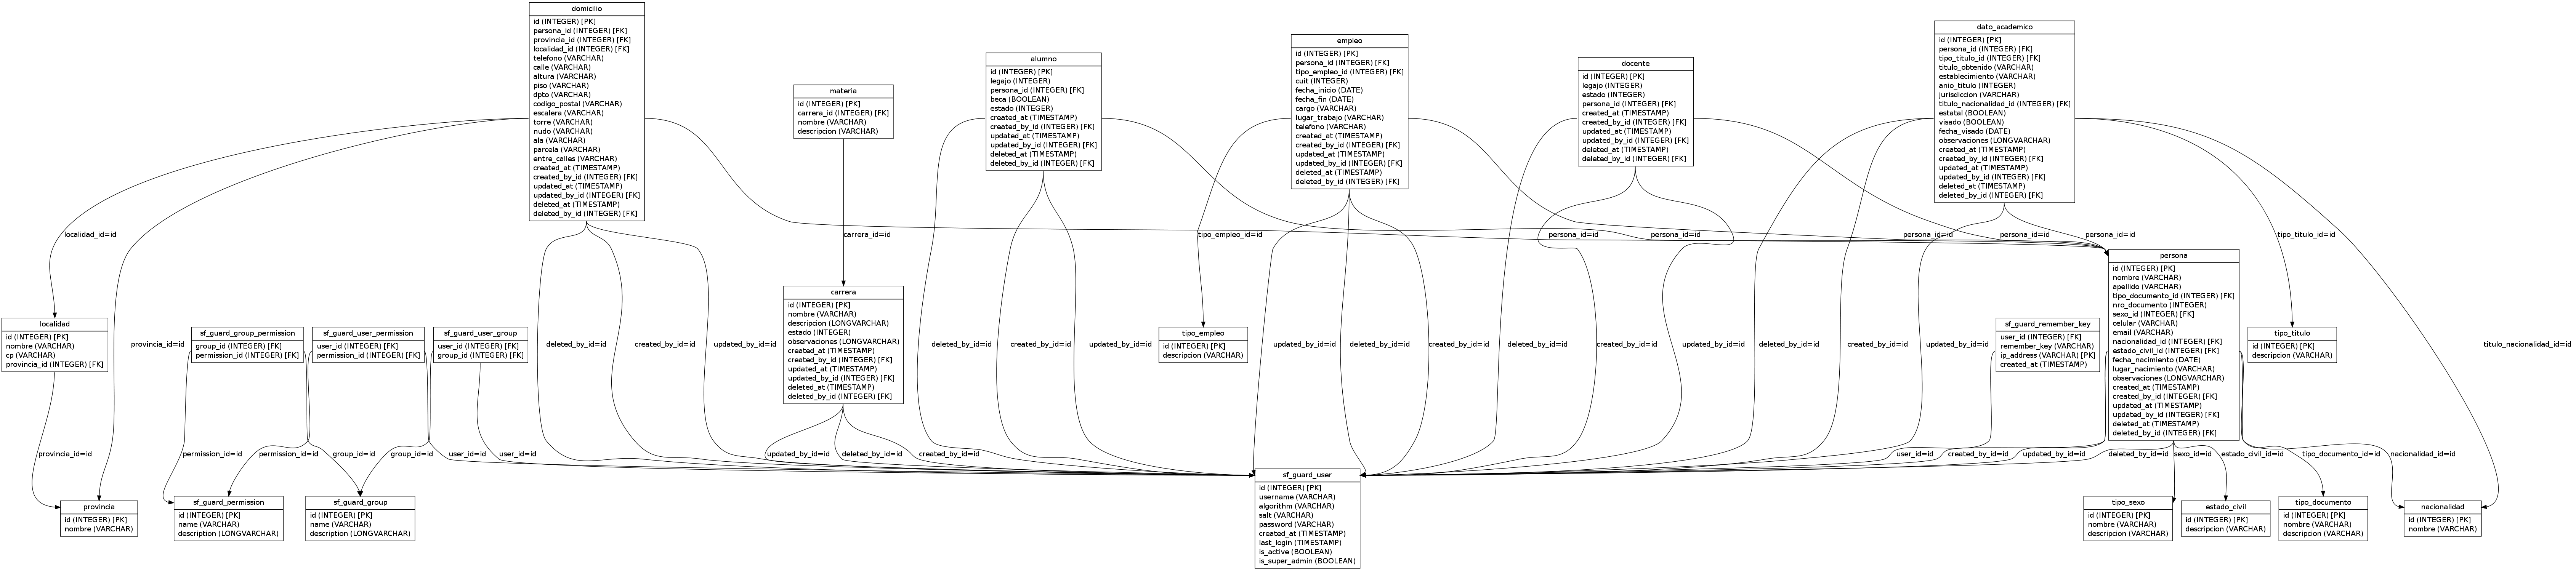 domicilio
id (INTEGER) [PK]
persona_id (INTEGER) [FK]
provincia_id (INTEGER) [FK]
localidad_id (INTEGER) [FK]
telefono (VARCHAR)
calle (VARCHAR)
altura (VARCHAR)
piso (VARCHAR)
dpto (VARCHAR)
codigo_postal (VARCHAR)
escalera (VARCHAR)
torre (VARCHAR)
nudo (VARCHAR)
ala (VARCHAR)
parcela (VARCHAR)
entre_calles (VARCHAR)
created_at (TIMESTAMP)
created_by_id (INTEGER) [FK]
updated_at (TIMESTAMP)
updated_by_id (INTEGER) [FK]
deleted_at (TIMESTAMP)
deleted_by_id (INTEGER) [FK]
materia
id (INTEGER) [PK]
carrera_id (INTEGER) [FK]
nombre (VARCHAR)
descripcion (VARCHAR)
alumno
id (INTEGER) [PK]
legajo (INTEGER)
persona_id (INTEGER) [FK]
beca (BOOLEAN)
estado (INTEGER)
created_at (TIMESTAMP)
created_by_id (INTEGER) [FK]
updated_at (TIMESTAMP)
updated_by_id (INTEGER) [FK]
deleted_at (TIMESTAMP)
deleted_by_id (INTEGER) [FK]
empleo
id (INTEGER) [PK]
persona_id (INTEGER) [FK]
tipo_empleo_id (INTEGER) [FK]
cuit (INTEGER)
fecha_inicio (DATE)
fecha_fin (DATE)
cargo (VARCHAR)
lugar_trabajo (VARCHAR)
telefono (VARCHAR)
created_at (TIMESTAMP)
created_by_id (INTEGER) [FK]
updated_at (TIMESTAMP)
updated_by_id (INTEGER) [FK]
deleted_at (TIMESTAMP)
deleted_by_id (INTEGER) [FK]
docente
id (INTEGER) [PK]
legajo (INTEGER)
estado (INTEGER)
persona_id (INTEGER) [FK]
created_at (TIMESTAMP)
created_by_id (INTEGER) [FK]
updated_at (TIMESTAMP)
updated_by_id (INTEGER) [FK]
deleted_at (TIMESTAMP)
deleted_by_id (INTEGER) [FK]
dato_academico
id (INTEGER) [PK]
persona_id (INTEGER) [FK]
tipo_titulo_id (INTEGER) [FK]
titulo_obtenido (VARCHAR)
establecimiento (VARCHAR)
anio_titulo (INTEGER)
jurisdiccion (VARCHAR)
titulo_nacionalidad_id (INTEGER) [FK]
estatal (BOOLEAN)
visado (BOOLEAN)
fecha_visado (DATE)
observaciones (LONGVARCHAR)
created_at (TIMESTAMP)
created_by_id (INTEGER) [FK]
updated_at (TIMESTAMP)
updated_by_id (INTEGER) [FK]
deleted_at (TIMESTAMP)
deleted_by_id (INTEGER) [FK]
localidad_id=id
carrera_id=id
persona_id=id
persona_id=id
tipo_empleo_id=id
persona_id=id
persona_id=id
persona_id=id
tipo_titulo_id=id
localidad
id (INTEGER) [PK]
nombre (VARCHAR)
cp (VARCHAR)
provincia_id (INTEGER) [FK]
provincia_id=id
sf_guard_group_permission
group_id (INTEGER) [FK]
permission_id (INTEGER) [FK]
sf_guard_user_permission
user_id (INTEGER) [FK]
permission_id (INTEGER) [FK]
sf_guard_user_group
user_id (INTEGER) [FK]
group_id (INTEGER) [FK]
deleted_by_id=id
created_by_id=id
updated_by_id=id
carrera
id (INTEGER) [PK]
nombre (VARCHAR)
descripcion (LONGVARCHAR)
estado (INTEGER)
observaciones (LONGVARCHAR)
created_at (TIMESTAMP)
created_by_id (INTEGER) [FK]
updated_at (TIMESTAMP)
updated_by_id (INTEGER) [FK]
deleted_at (TIMESTAMP)
deleted_by_id (INTEGER) [FK]
deleted_by_id=id
created_by_id=id
updated_by_id=id
tipo_empleo
id (INTEGER) [PK]
descripcion (VARCHAR)
updated_by_id=id
deleted_by_id=id
created_by_id=id
deleted_by_id=id
created_by_id=id
updated_by_id=id
deleted_by_id=id
created_by_id=id
updated_by_id=id
sf_guard_remember_key
user_id (INTEGER) [FK]
remember_key (VARCHAR)
ip_address (VARCHAR) [PK]
created_at (TIMESTAMP)
persona
id (INTEGER) [PK]
nombre (VARCHAR)
apellido (VARCHAR)
tipo_documento_id (INTEGER) [FK]
nro_documento (INTEGER)
sexo_id (INTEGER) [FK]
celular (VARCHAR)
email (VARCHAR)
nacionalidad_id (INTEGER) [FK]
estado_civil_id (INTEGER) [FK]
fecha_nacimiento (DATE)
lugar_nacimiento (VARCHAR)
observaciones (LONGVARCHAR)
created_at (TIMESTAMP)
created_by_id (INTEGER) [FK]
updated_at (TIMESTAMP)
updated_by_id (INTEGER) [FK]
deleted_at (TIMESTAMP)
deleted_by_id (INTEGER) [FK]
tipo_titulo
id (INTEGER) [PK]
descripcion (VARCHAR)
titulo_nacionalidad_id=id
provincia_id=id
permission_id=id
permission_id=id
group_id=id
group_id=id
user_id=id
user_id=id
updated_by_id=id
deleted_by_id=id
created_by_id=id
user_id=id
created_by_id=id
updated_by_id=id
deleted_by_id=id
sexo_id=id
estado_civil_id=id
tipo_documento_id=id
nacionalidad_id=id
provincia
id (INTEGER) [PK]
nombre (VARCHAR)
sf_guard_permission
id (INTEGER) [PK]
name (VARCHAR)
description (LONGVARCHAR)
sf_guard_group
id (INTEGER) [PK]
name (VARCHAR)
description (LONGVARCHAR)
sf_guard_user
id (INTEGER) [PK]
username (VARCHAR)
algorithm (VARCHAR)
salt (VARCHAR)
password (VARCHAR)
created_at (TIMESTAMP)
last_login (TIMESTAMP)
is_active (BOOLEAN)
is_super_admin (BOOLEAN)
tipo_sexo
id (INTEGER) [PK]
nombre (VARCHAR)
descripcion (VARCHAR)
estado_civil
id (INTEGER) [PK]
descripcion (VARCHAR)
tipo_documento
id (INTEGER) [PK]
nombre (VARCHAR)
descripcion (VARCHAR)
nacionalidad
id (INTEGER) [PK]
nombre (VARCHAR)